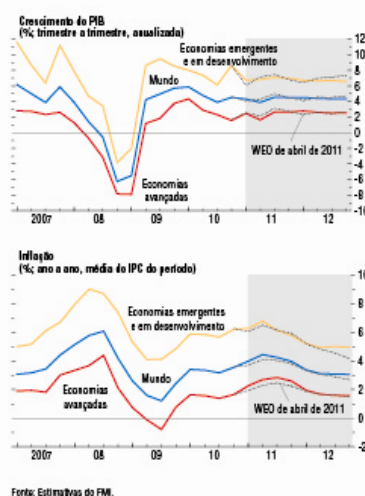 Crescimento do PIB
(%; trimestre a trimestre, anualizada)
12
10
8
6
4
2
0
-2
-4
-6
-8
-10
Economias emergentes
e em desenvolvimento
Mundo
WEO de abril de 2011
Economias
avançadas
2007 08 09 10 11 12
Inflação
(%; ano a ano, média do IPC do período)
10
8
6
4
2
0
-2
Economias emergentes
e em desenvolvimento
Mundo
Economias
avançadas
WEO de abril de 2011
2007 08 09 10 11 12
Fonte: Estimativas do FMI.